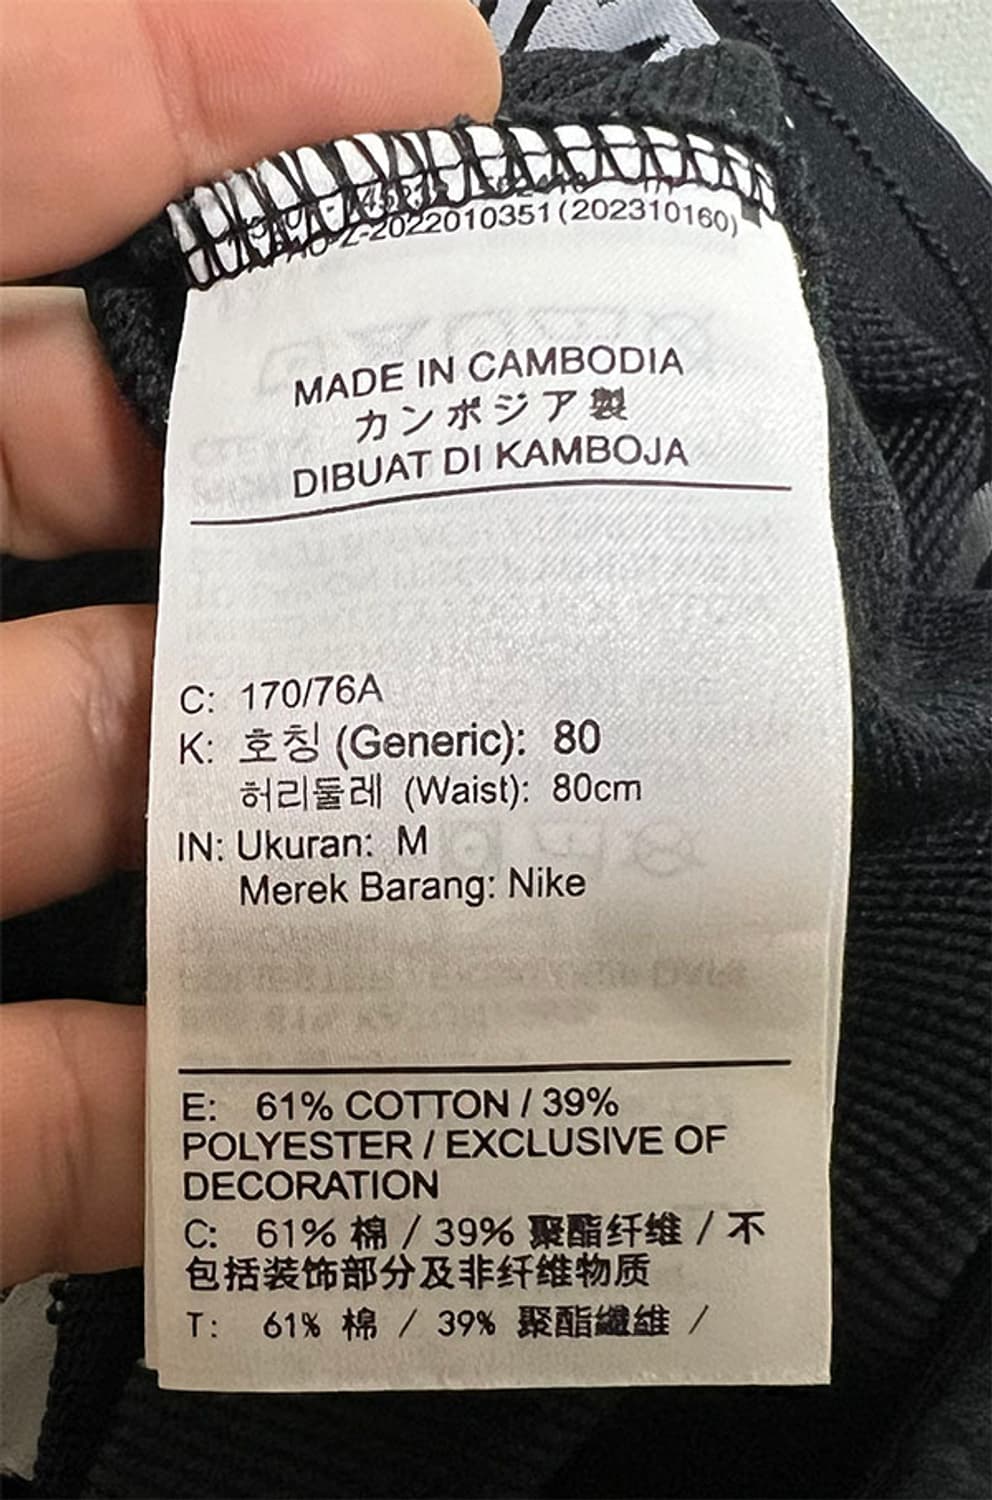 Z-2022010351 (202310160)
MADE IN CAMBODIA
カンボジア製
DIBUAT DI KAMBOJA
C: 170/76A
K: 호칭 (Generic): 80
허리둘레 (Waist): 80cm
IN: Ukuran: M
Merek Barang: Nike
E: 61% COTTON / 39%
POLYESTER / EXCLUSIVE OF
DECORATION
C: 61% 棉 / 39% 聚酯纤维 / 不
包括装饰部分及非纤维物质
T: 61% 棉 / 39% 聚酯纖維 /